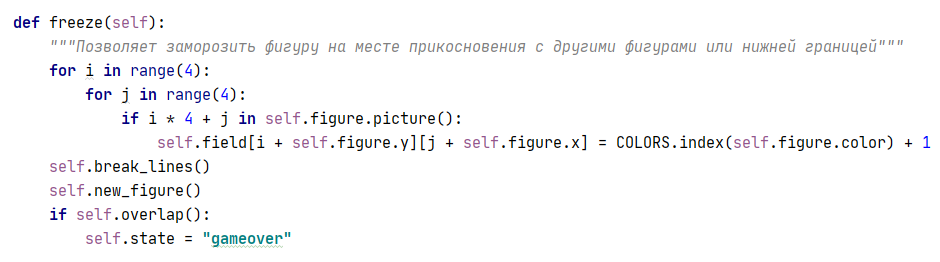 def freeze(self):
    """Позволяет заморозить фигуру на месте прикосновения с другими фигурами или нижней границей"""
    for i in range(4):
        for j in range(4):
            if i * 4 + j in self.figure.picture():
                self.field[i + self.figure.y][j + self.figure.x] = COLORS.index(self.figure.color) + 1
    self.break_lines()
    self.new_figure()
    if self.overlap():
        self.state = "gameover"